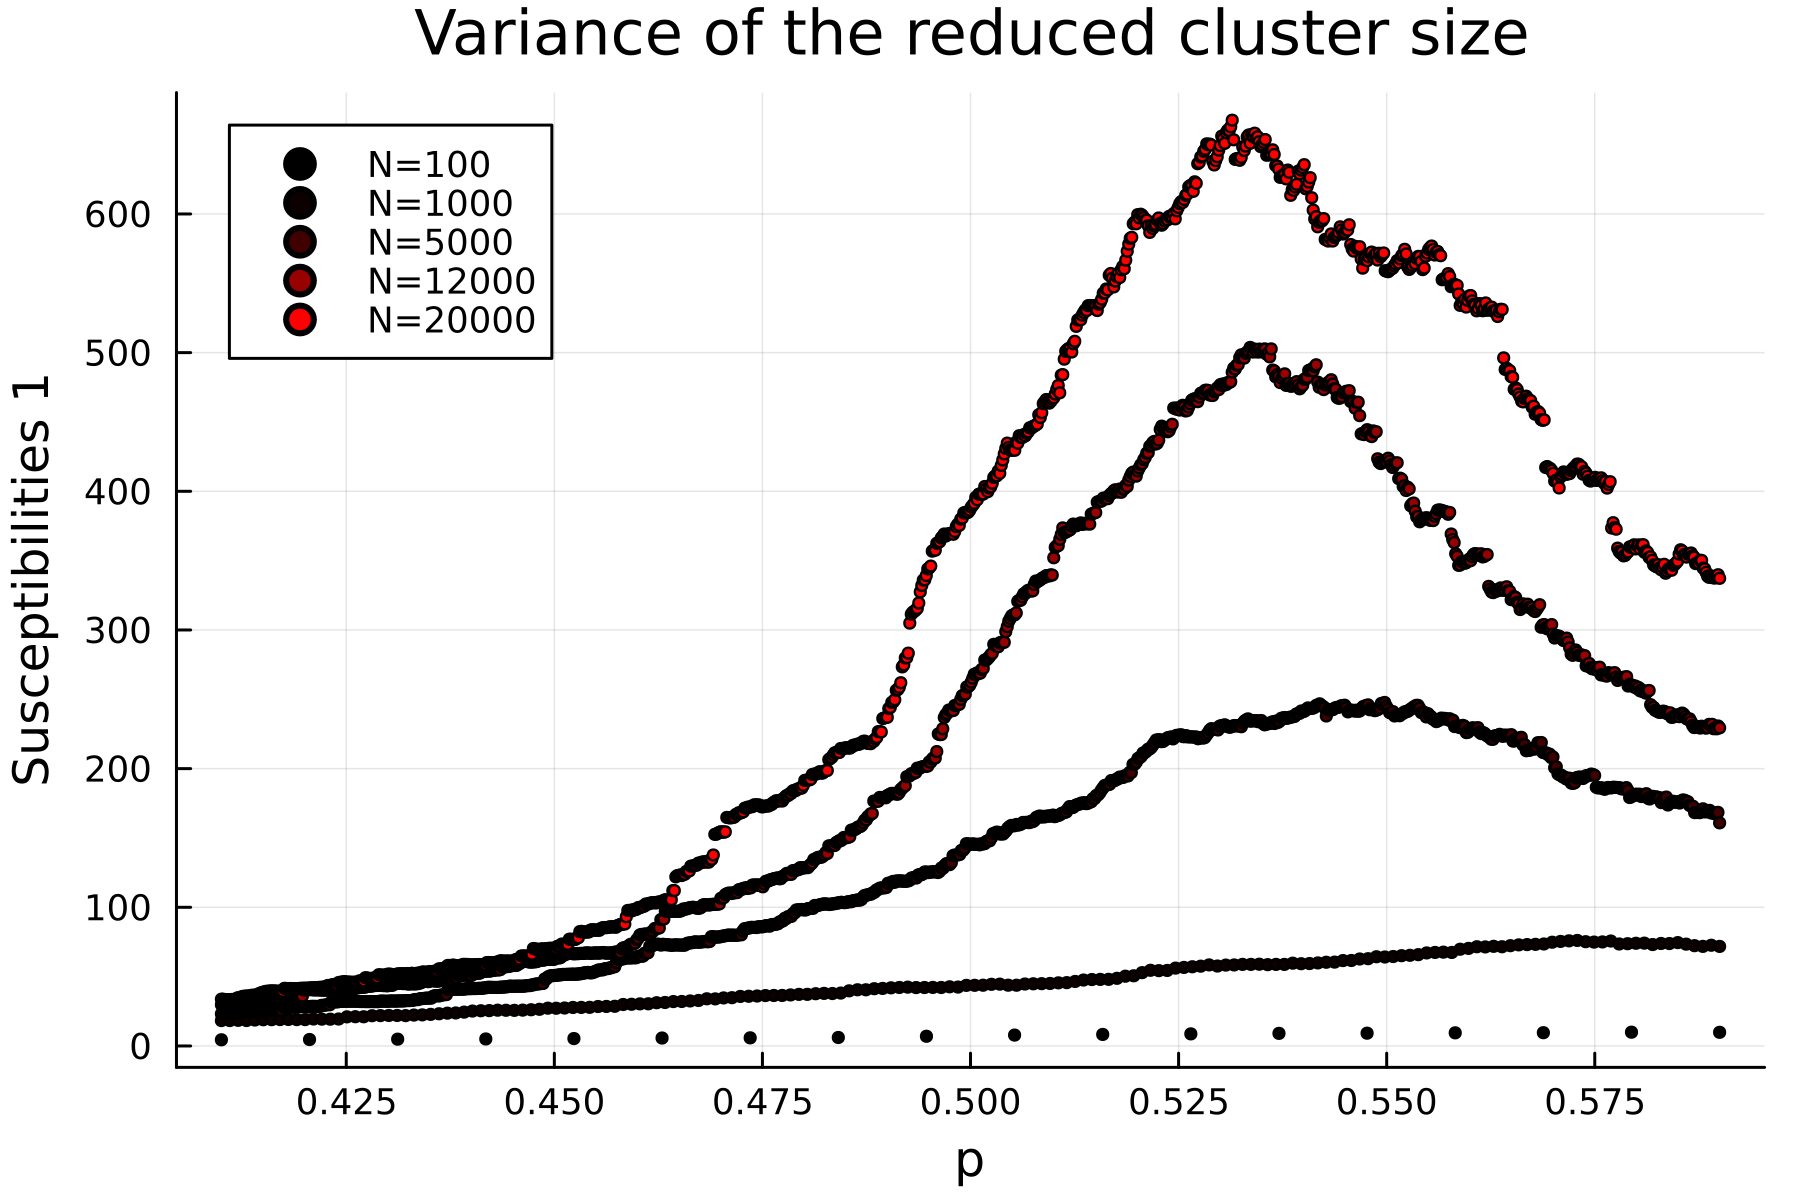 Variance of the reduced cluster size
N=100
N=1000
N=5000
N=12000
N=20000
Susceptibilities 1
600
500
400
300
200
100
0
0.425 0.450 0.475 0.500 0.525 0.550 0.575
p